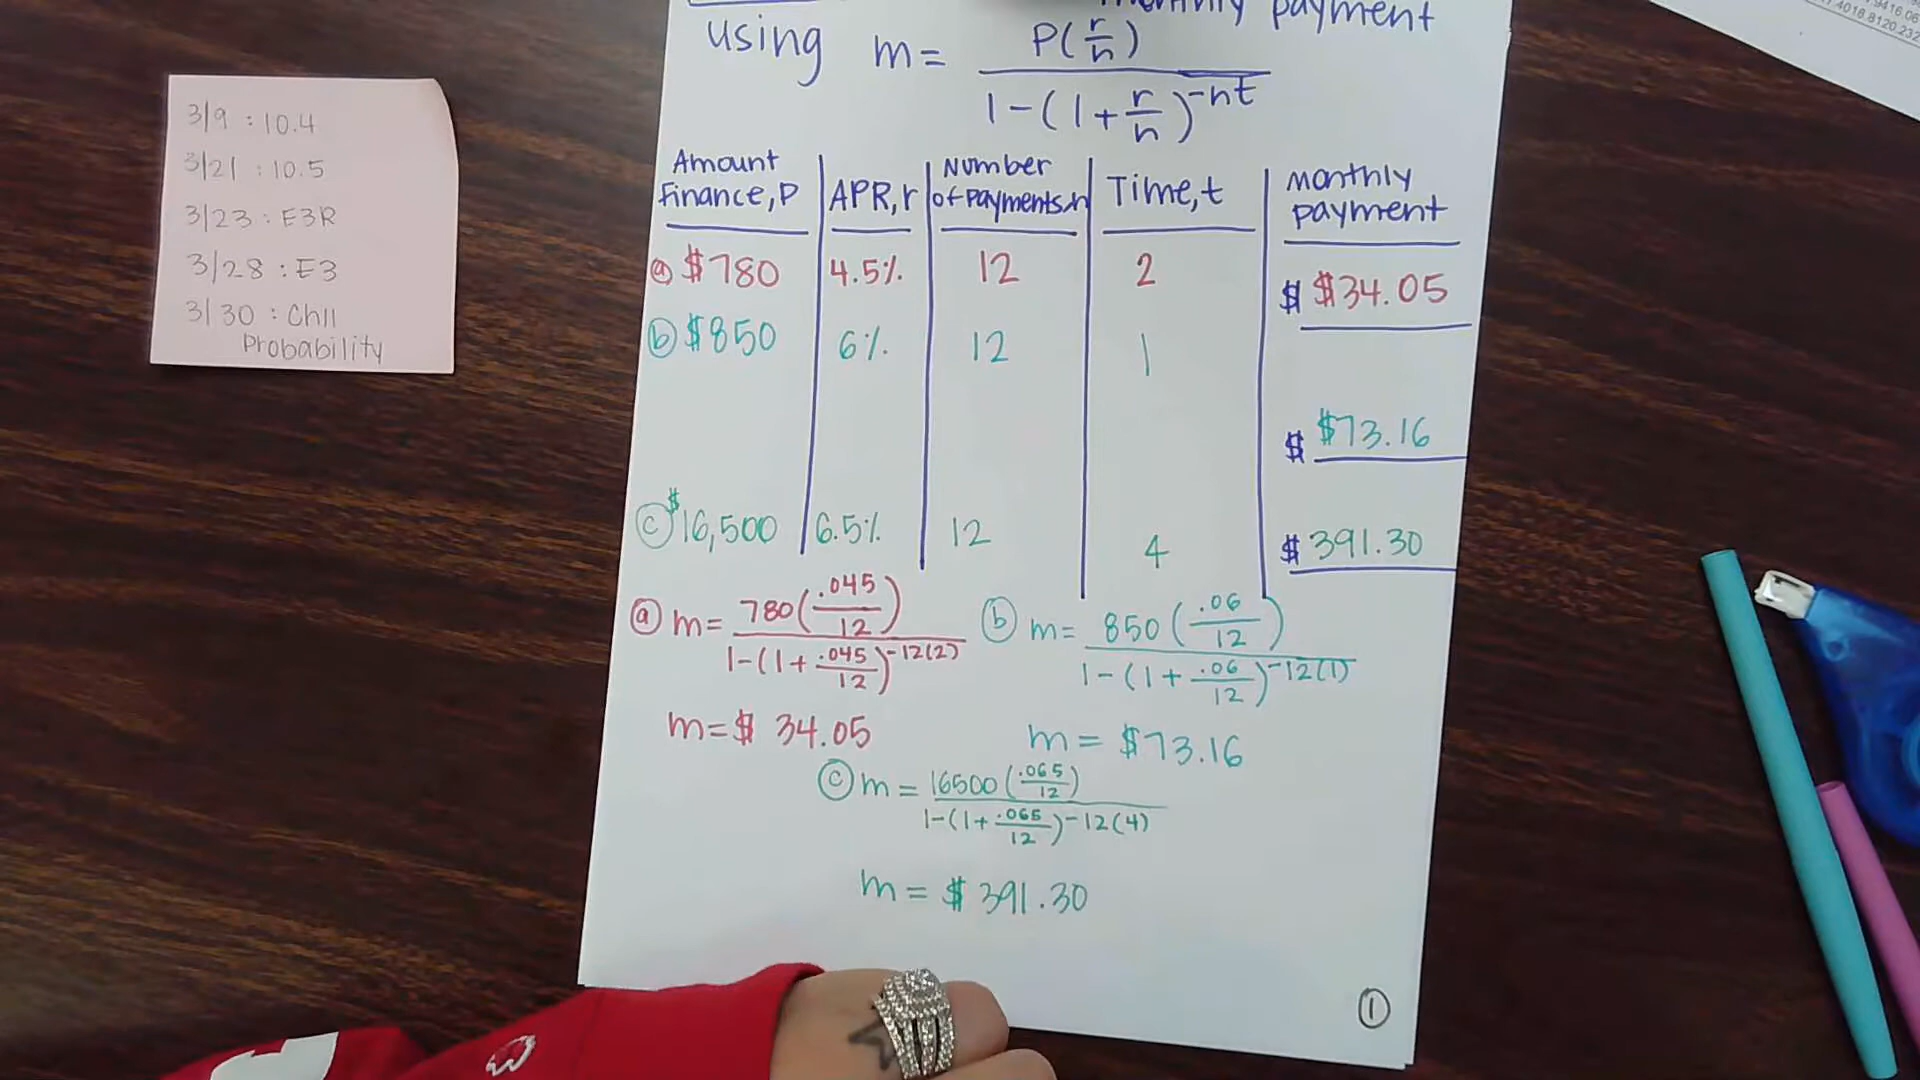 3/9 : 10.4
3/21 : 10.5
3/23 : E3R
3/28 : E3
3/30 : Ch11
Probability
monthly payment
using m = P(r/n) / 1-(1+r/n)^-nt
Amount Finance, P | APR, r | Number of Payments, n | Time, t | Monthly payment
ⓐ $780 | 4.5% | 12 | 2 | $ $34.05
ⓑ $850 | 6% | 12 | 1 | $ $73.16
ⓒ $16,500 | 6.5% | 12 | 4 | $ 391.30
ⓐ m = 780(.045/12) / 1-(1+.045/12)^-12(2)
m = $ 34.05
ⓑ m = 850(.06/12) / 1-(1+.06/12)^-12(1)
m = $73.16
ⓒ m = 16500(.065/12) / 1-(1+.065/12)-12(4)
m = $ 391.30
①